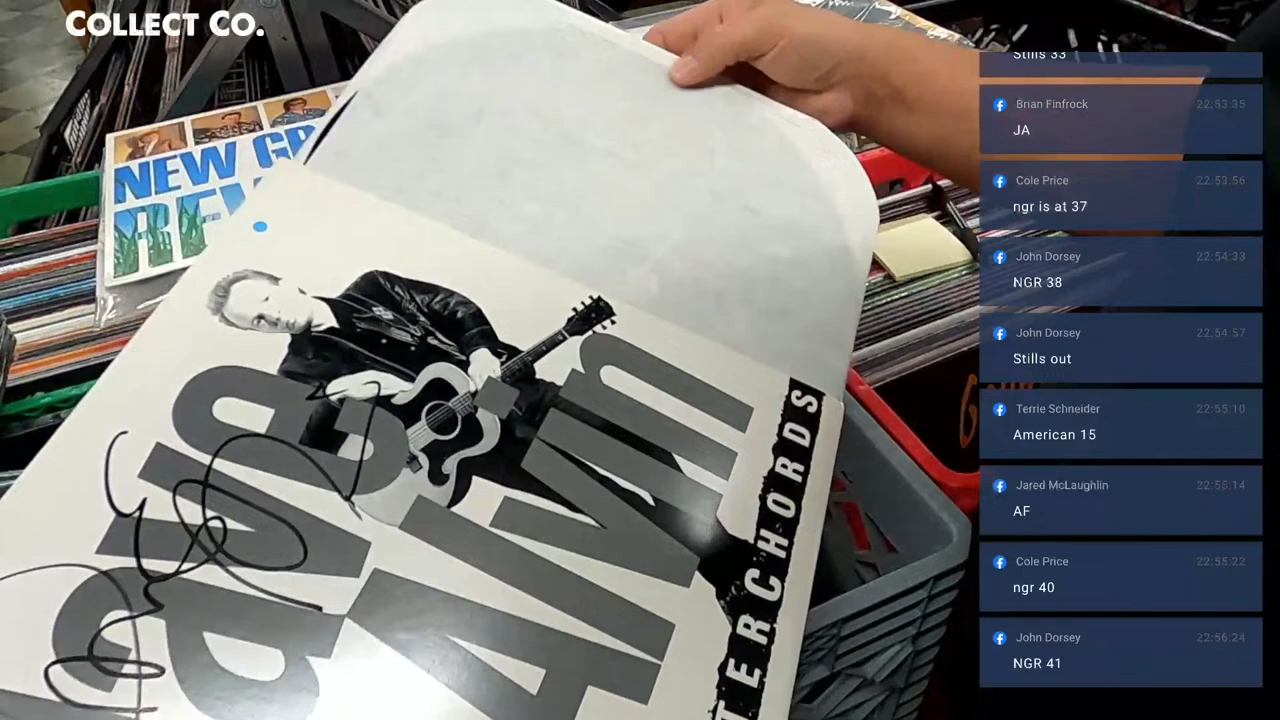 COLLECT CO.
NEW GR
REV
Dave
Alvin
TERCHORDS
Stills 33
Brian Finfrock 22:53:35
JA
Cole Price 22:53:56
ngr is at 37
John Dorsey 22:54:33
NGR 38
John Dorsey 22:54:57
Stills out
Terrie Schneider 22:55:10
American 15
Jared McLaughlin 22:55:14
AF
Cole Price 22:55:22
ngr 40
John Dorsey 22:56:24
NGR 41